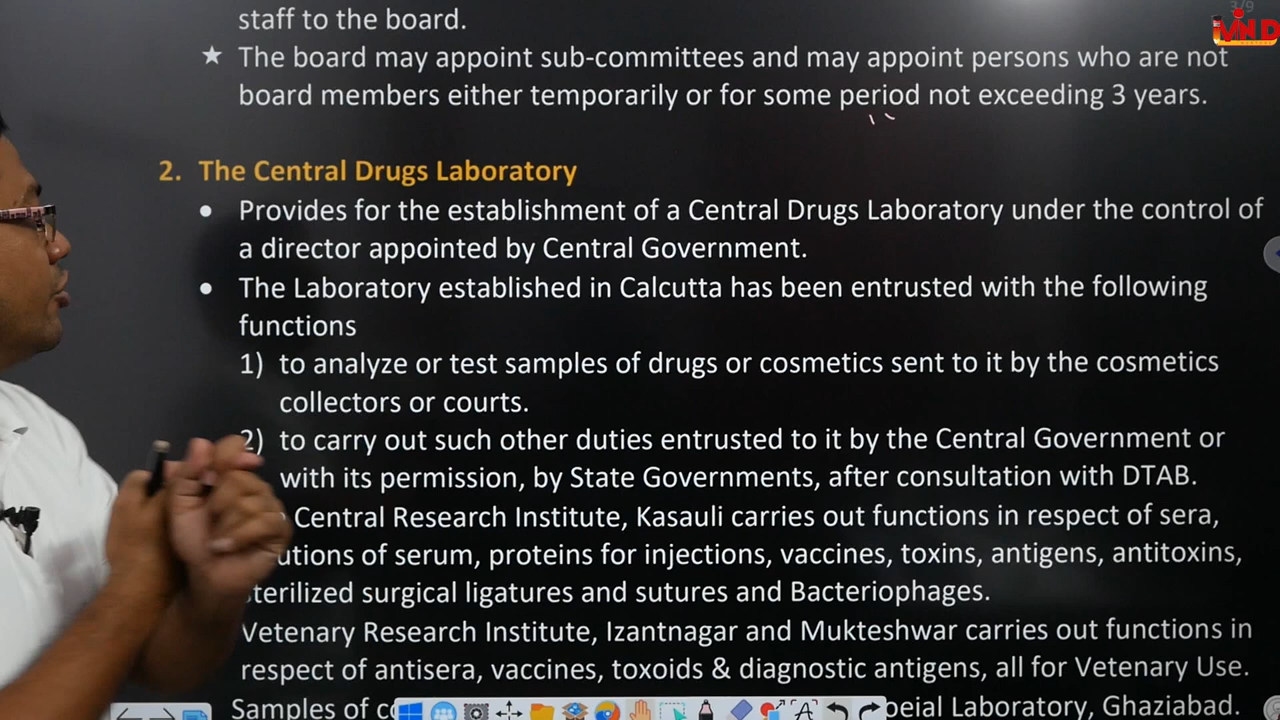 3/9
MND
staff to the board.
★ The board may appoint sub-committees and may appoint persons who are not
board members either temporarily or for some period not exceeding 3 years.
2. The Central Drugs Laboratory
• Provides for the establishment of a Central Drugs Laboratory under the control of
a director appointed by Central Government.
• The Laboratory established in Calcutta has been entrusted with the following
functions
1) to analyze or test samples of drugs or cosmetics sent to it by the cosmetics
collectors or courts.
2) to carry out such other duties entrusted to it by the Central Government or
with its permission, by State Governments, after consultation with DTAB.
Central Research Institute, Kasauli carries out functions in respect of sera,
of serum, proteins for injections, vaccines, toxins, antigens, antitoxins,
sterilized surgical ligatures and sutures and Bacteriophages.
Vetenary Research Institute, Izantnagar and Mukteshwar carries out functions in
respect of antisera, vaccines, toxoids & diagnostic antigens, all for Vetenary Use.
Samples of Laboratory, Ghaziabad.